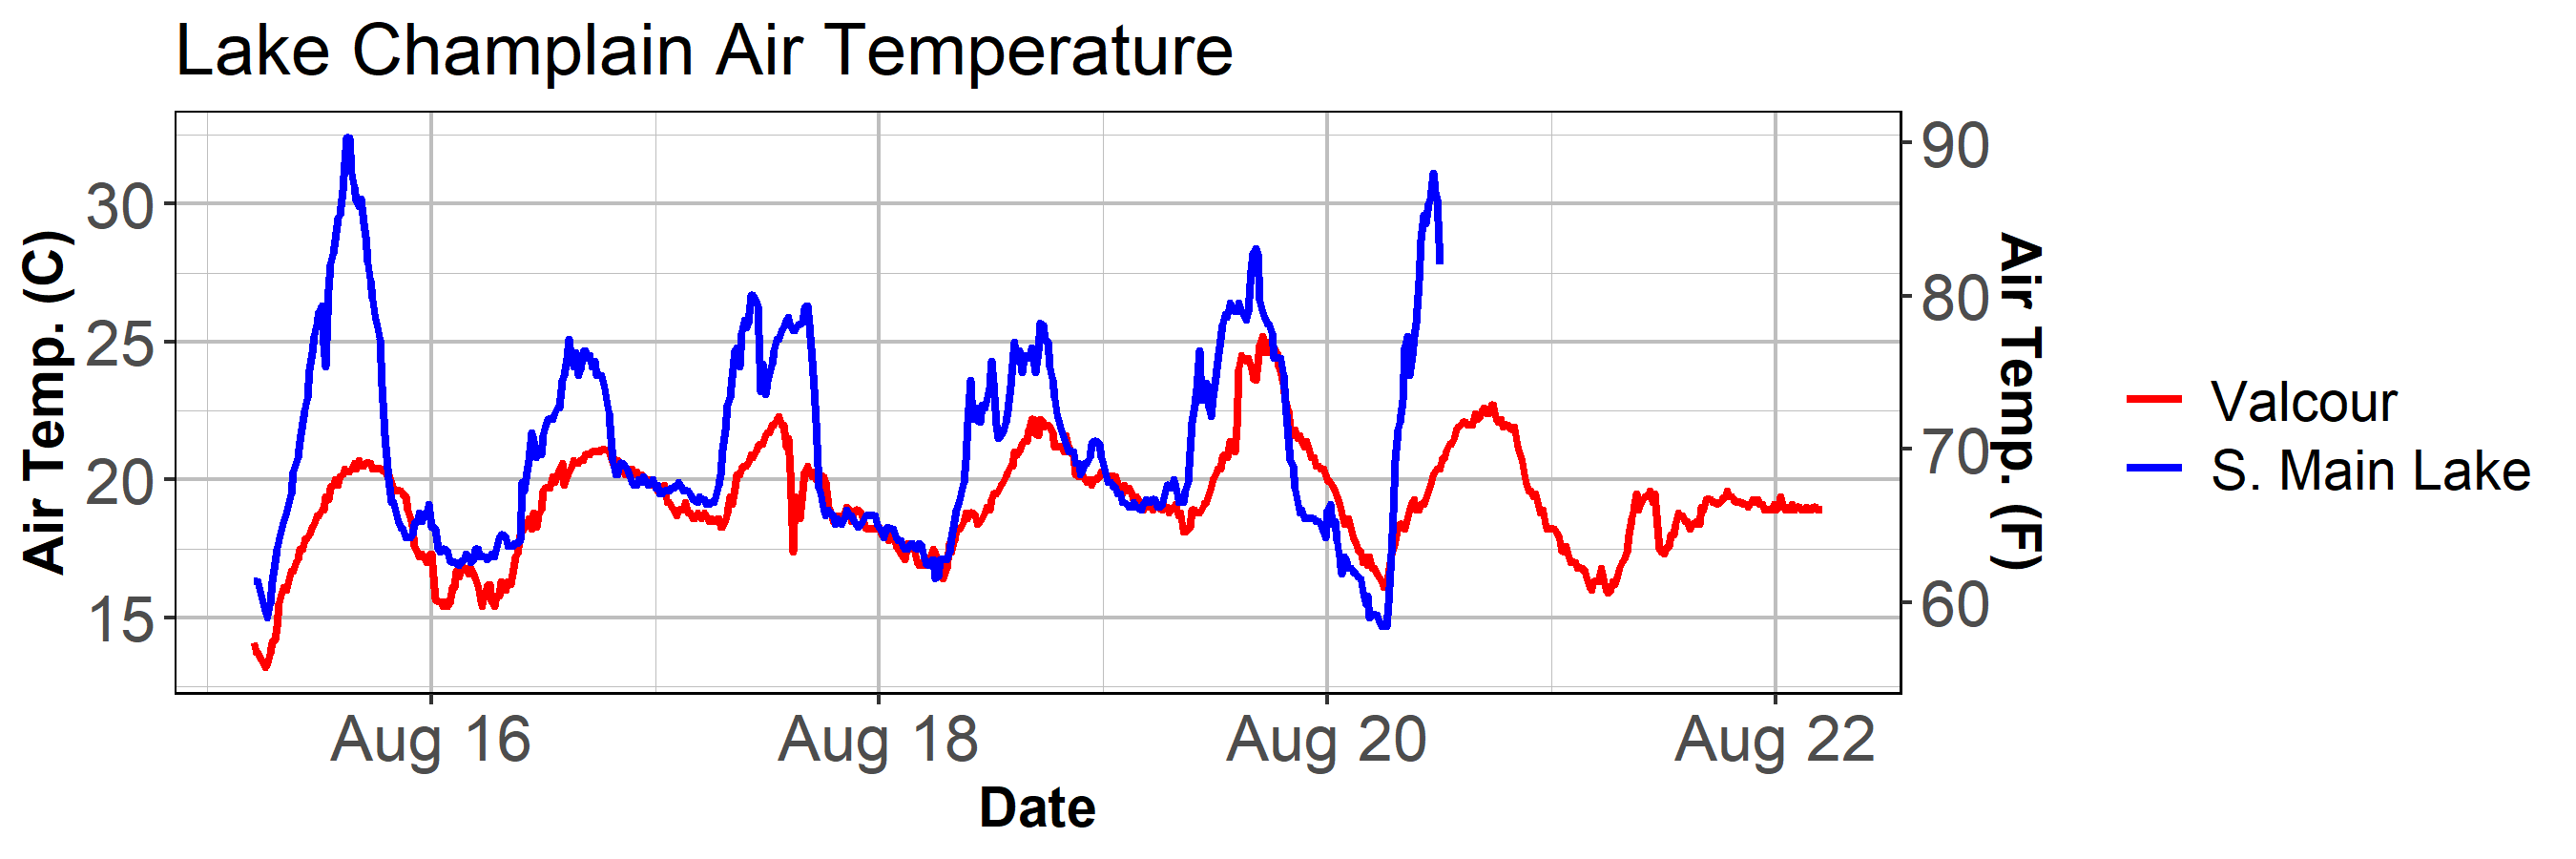 Lake Champlain Air Temperature
Air Temp. (C)
30
25
20
15
90
80
70
60
Air Temp. (F)
Aug 16
Aug 18
Aug 20
Aug 22
Date
Valcour
S. Main Lake